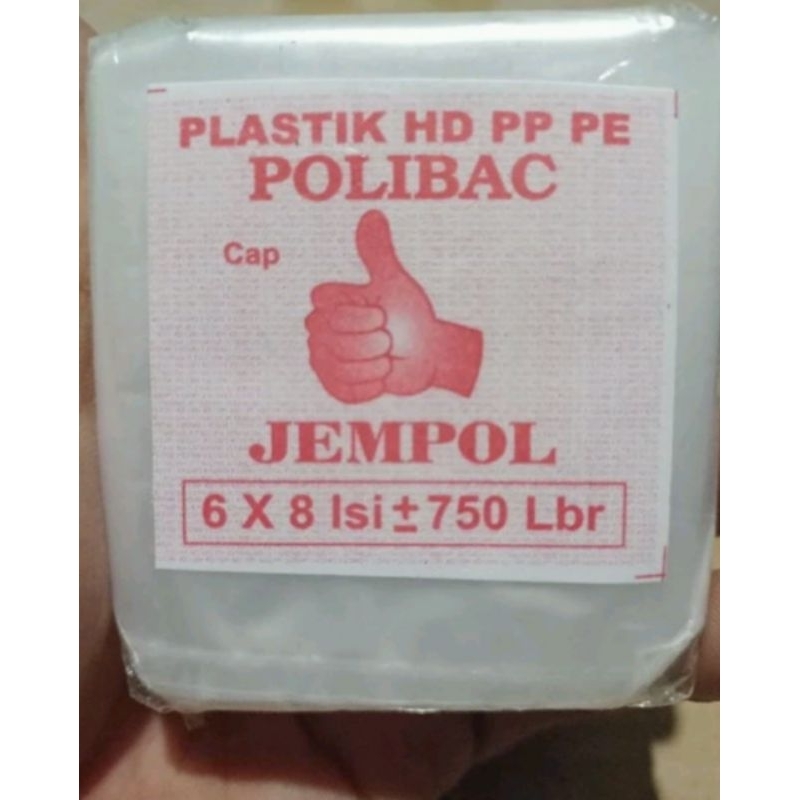 PLASTIK HD PP PE
POLIBAC
Cap
JEMPOL
6 X 8 Isi ± 750 Lbr